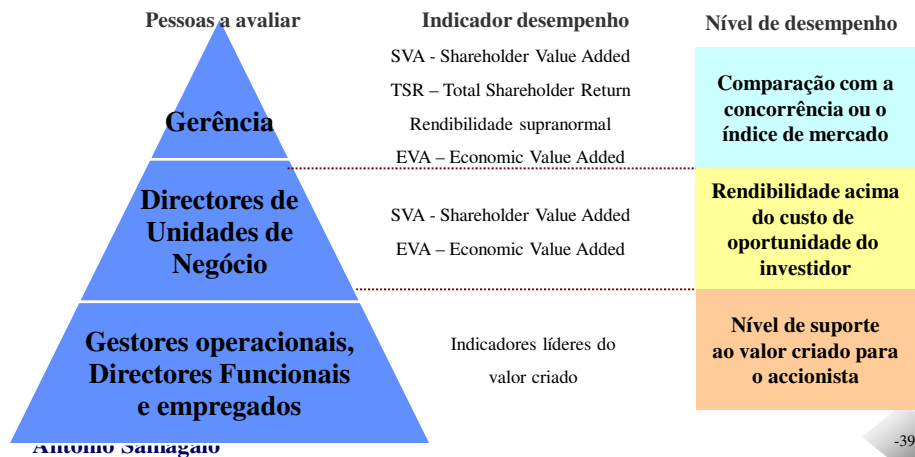 Pessoas a avaliar
Indicador desempenho
Nível de desempenho
Gerência
SVA - Shareholder Value Added
TSR – Total Shareholder Return
Rendibilidade supranormal
EVA – Economic Value Added
Comparação com a
concorrência ou o
índice de mercado
Directores de
Unidades de
Negócio
SVA - Shareholder Value Added
EVA – Economic Value Added
Rendibilidade acima
do custo de
oportunidade do
investidor
Gestores operacionais,
Directores Funcionais
e empregados
Indicadores líderes do
valor criado
Nível de suporte
ao valor criado para
o accionista
António Samagaio
-39